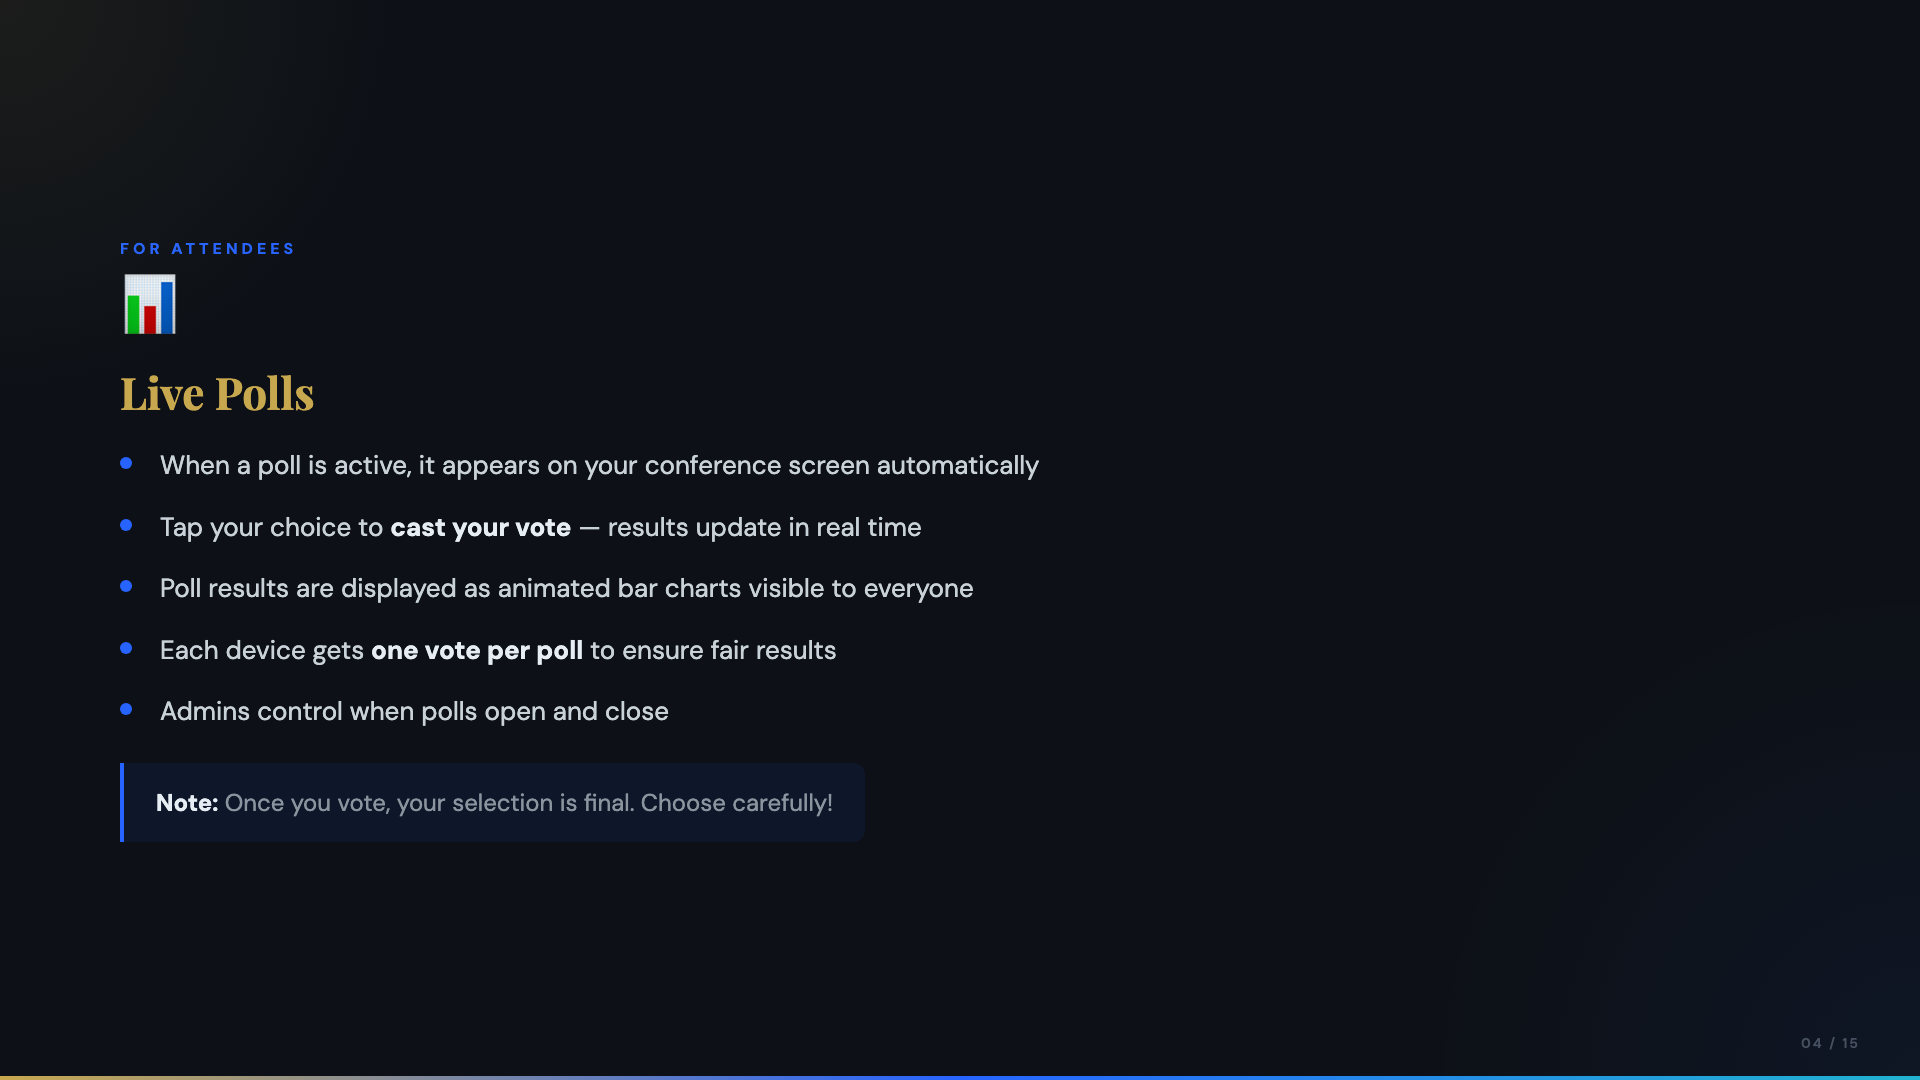 FOR ATTENDEES
Live Polls
When a poll is active, it appears on your conference screen automatically
Tap your choice to cast your vote — results update in real time
Poll results are displayed as animated bar charts visible to everyone
Each device gets one vote per poll to ensure fair results
Admins control when polls open and close
Note: Once you vote, your selection is final. Choose carefully!
04 / 15